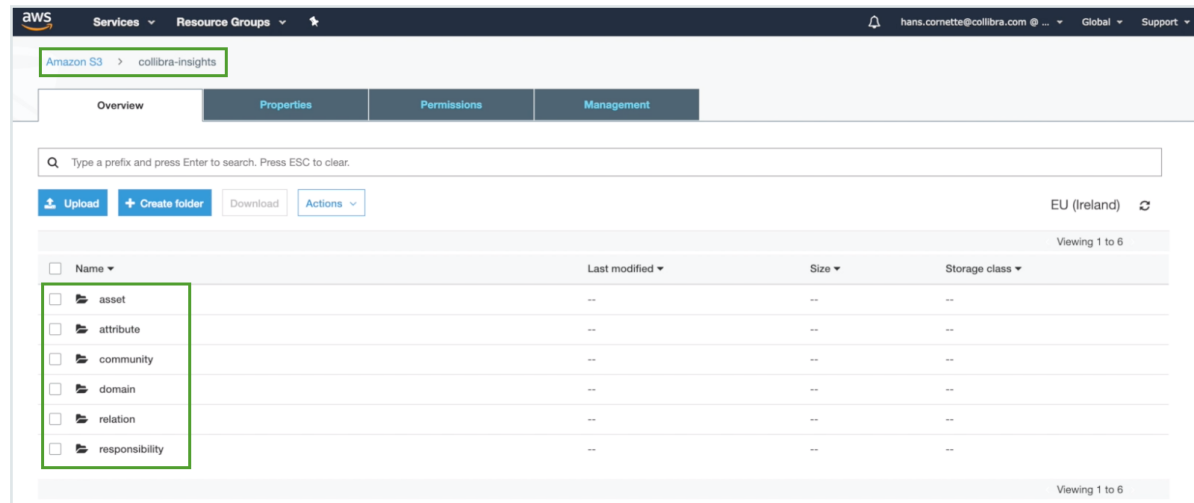 aws Services Resource Groups hans.cornette@collibra.com @ ... Global Support
Amazon S3 > collibra-insights
Overview Properties Permissions Management
Type a prefix and press Enter to search. Press ESC to clear.
Upload + Create folder Download Actions EU (Ireland)
Viewing 1 to 6
Name Last modified Size Storage class
asset -- -- --
attribute -- -- --
community -- -- --
domain -- -- --
relation -- -- --
responsibility -- -- --
Viewing 1 to 6